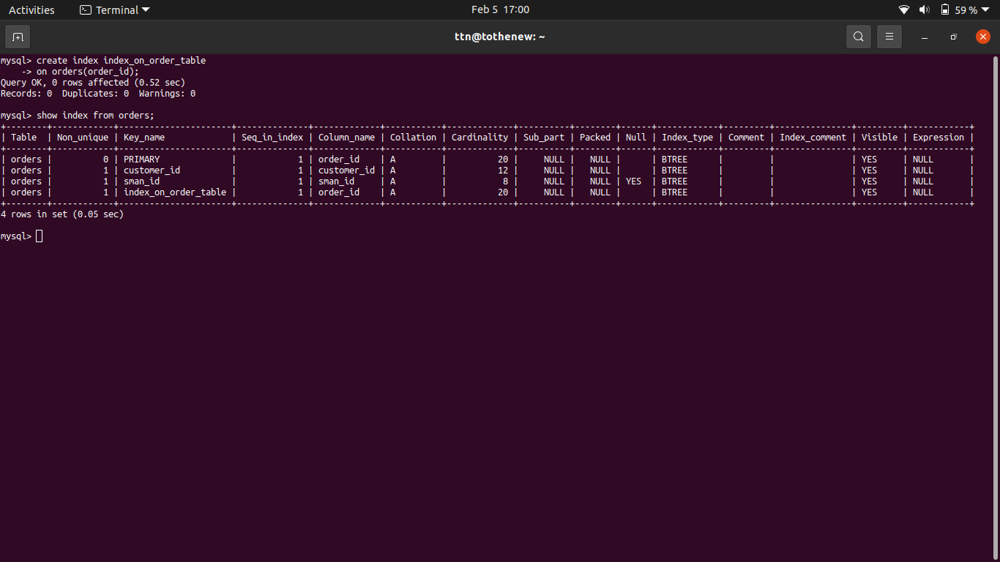 Activities Terminal Feb 5 17:00 59 %
ttn@tothenew: ~
mysql> create index index_on_order_table
    -> on orders(order_id);
Query OK, 0 rows affected (0.52 sec)
Records: 0  Duplicates: 0  Warnings: 0

mysql> show index from orders;
+--------+------------+----------------------+--------------+-------------+-----------+-------------+----------+--------+------+------------+---------+---------------+---------+------------+
| Table  | Non_unique | Key_name             | Seq_in_index | Column_name | Collation | Cardinality | Sub_part | Packed | Null | Index_type | Comment | Index_comment | Visible | Expression |
+--------+------------+----------------------+--------------+-------------+-----------+-------------+----------+--------+------+------------+---------+---------------+---------+------------+
| orders |          0 | PRIMARY              |            1 | order_id    | A         |          20 |     NULL |   NULL |      | BTREE      |         |               | YES     | NULL       |
| orders |          1 | customer_id          |            1 | customer_id | A         |          12 |     NULL |   NULL |      | BTREE      |         |               | YES     | NULL       |
| orders |          1 | sman_id              |            1 | sman_id     | A         |           8 |     NULL |   NULL | YES  | BTREE      |         |               | YES     | NULL       |
| orders |          1 | index_on_order_table |            1 | order_id    | A         |          20 |     NULL |   NULL |      | BTREE      |         |               | YES     | NULL       |
+--------+------------+----------------------+--------------+-------------+-----------+-------------+----------+--------+------+------------+---------+---------------+---------+------------+
4 rows in set (0.05 sec)

mysql>